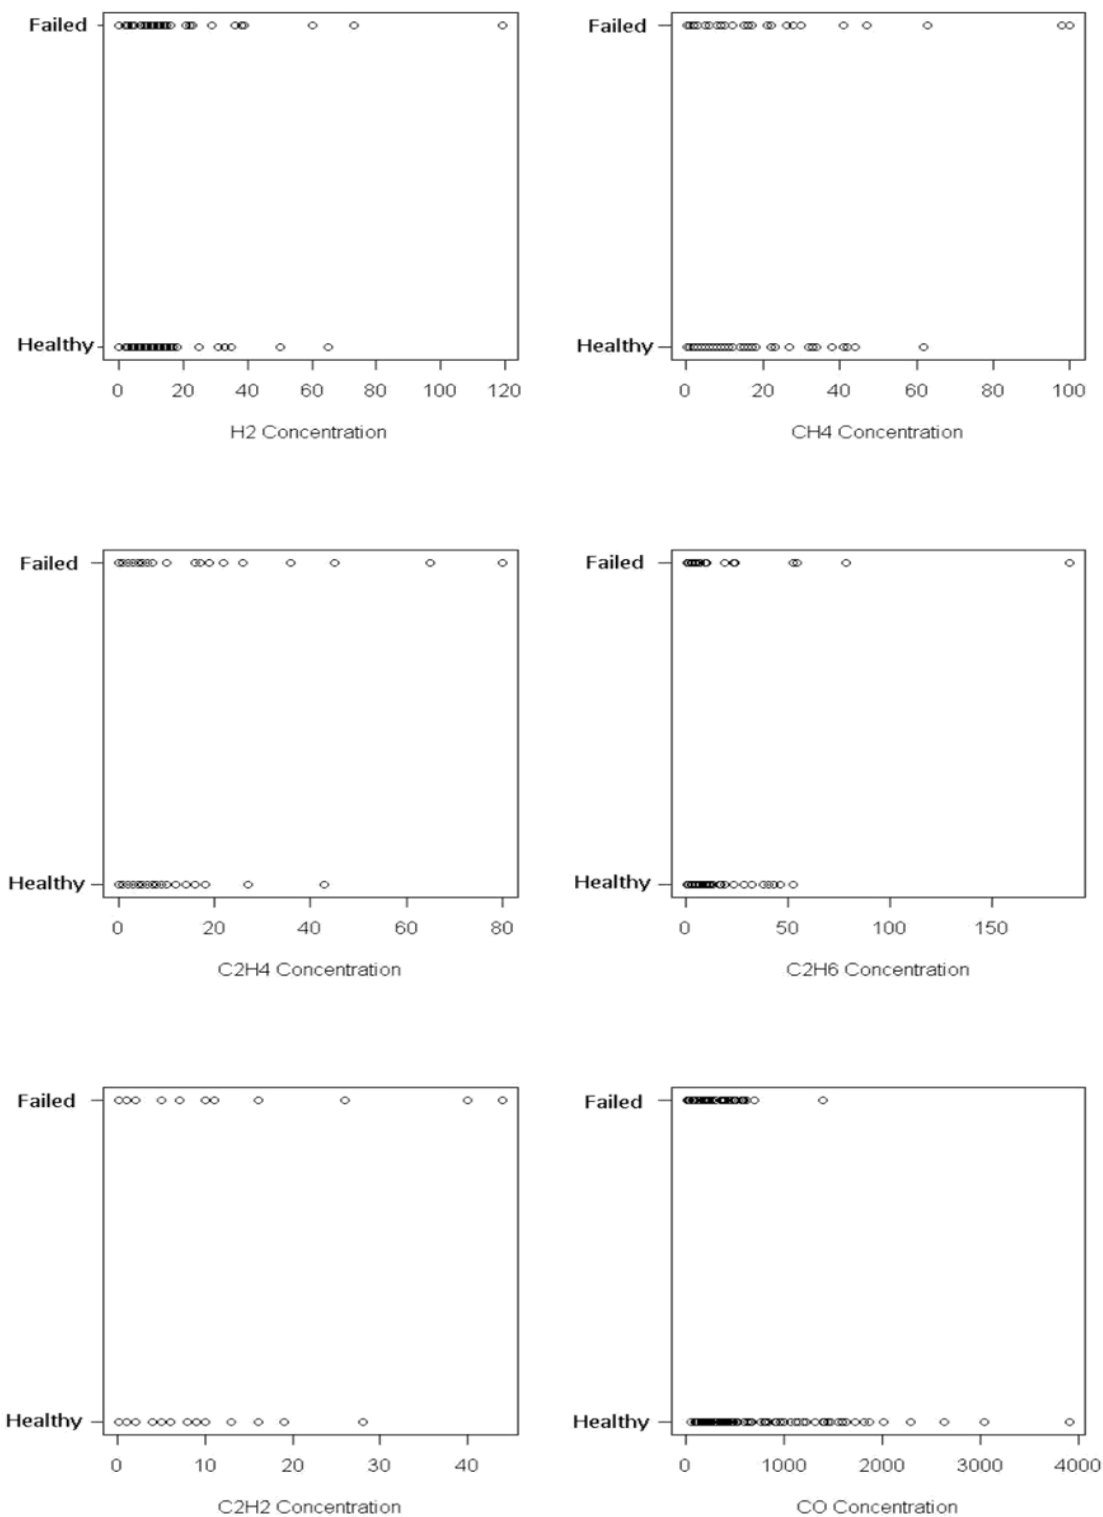 Failed
Healthy
0 20 40 60 80 100 120
H2 Concentration
Failed
Healthy
0 20 40 60 80 100
CH4 Concentration
Failed
Healthy
0 20 40 60 80
C2H4 Concentration
Failed
Healthy
0 50 100 150
C2H6 Concentration
Failed
Healthy
0 10 20 30 40
C2H2 Concentration
Failed
Healthy
0 1000 2000 3000 4000
CO Concentration